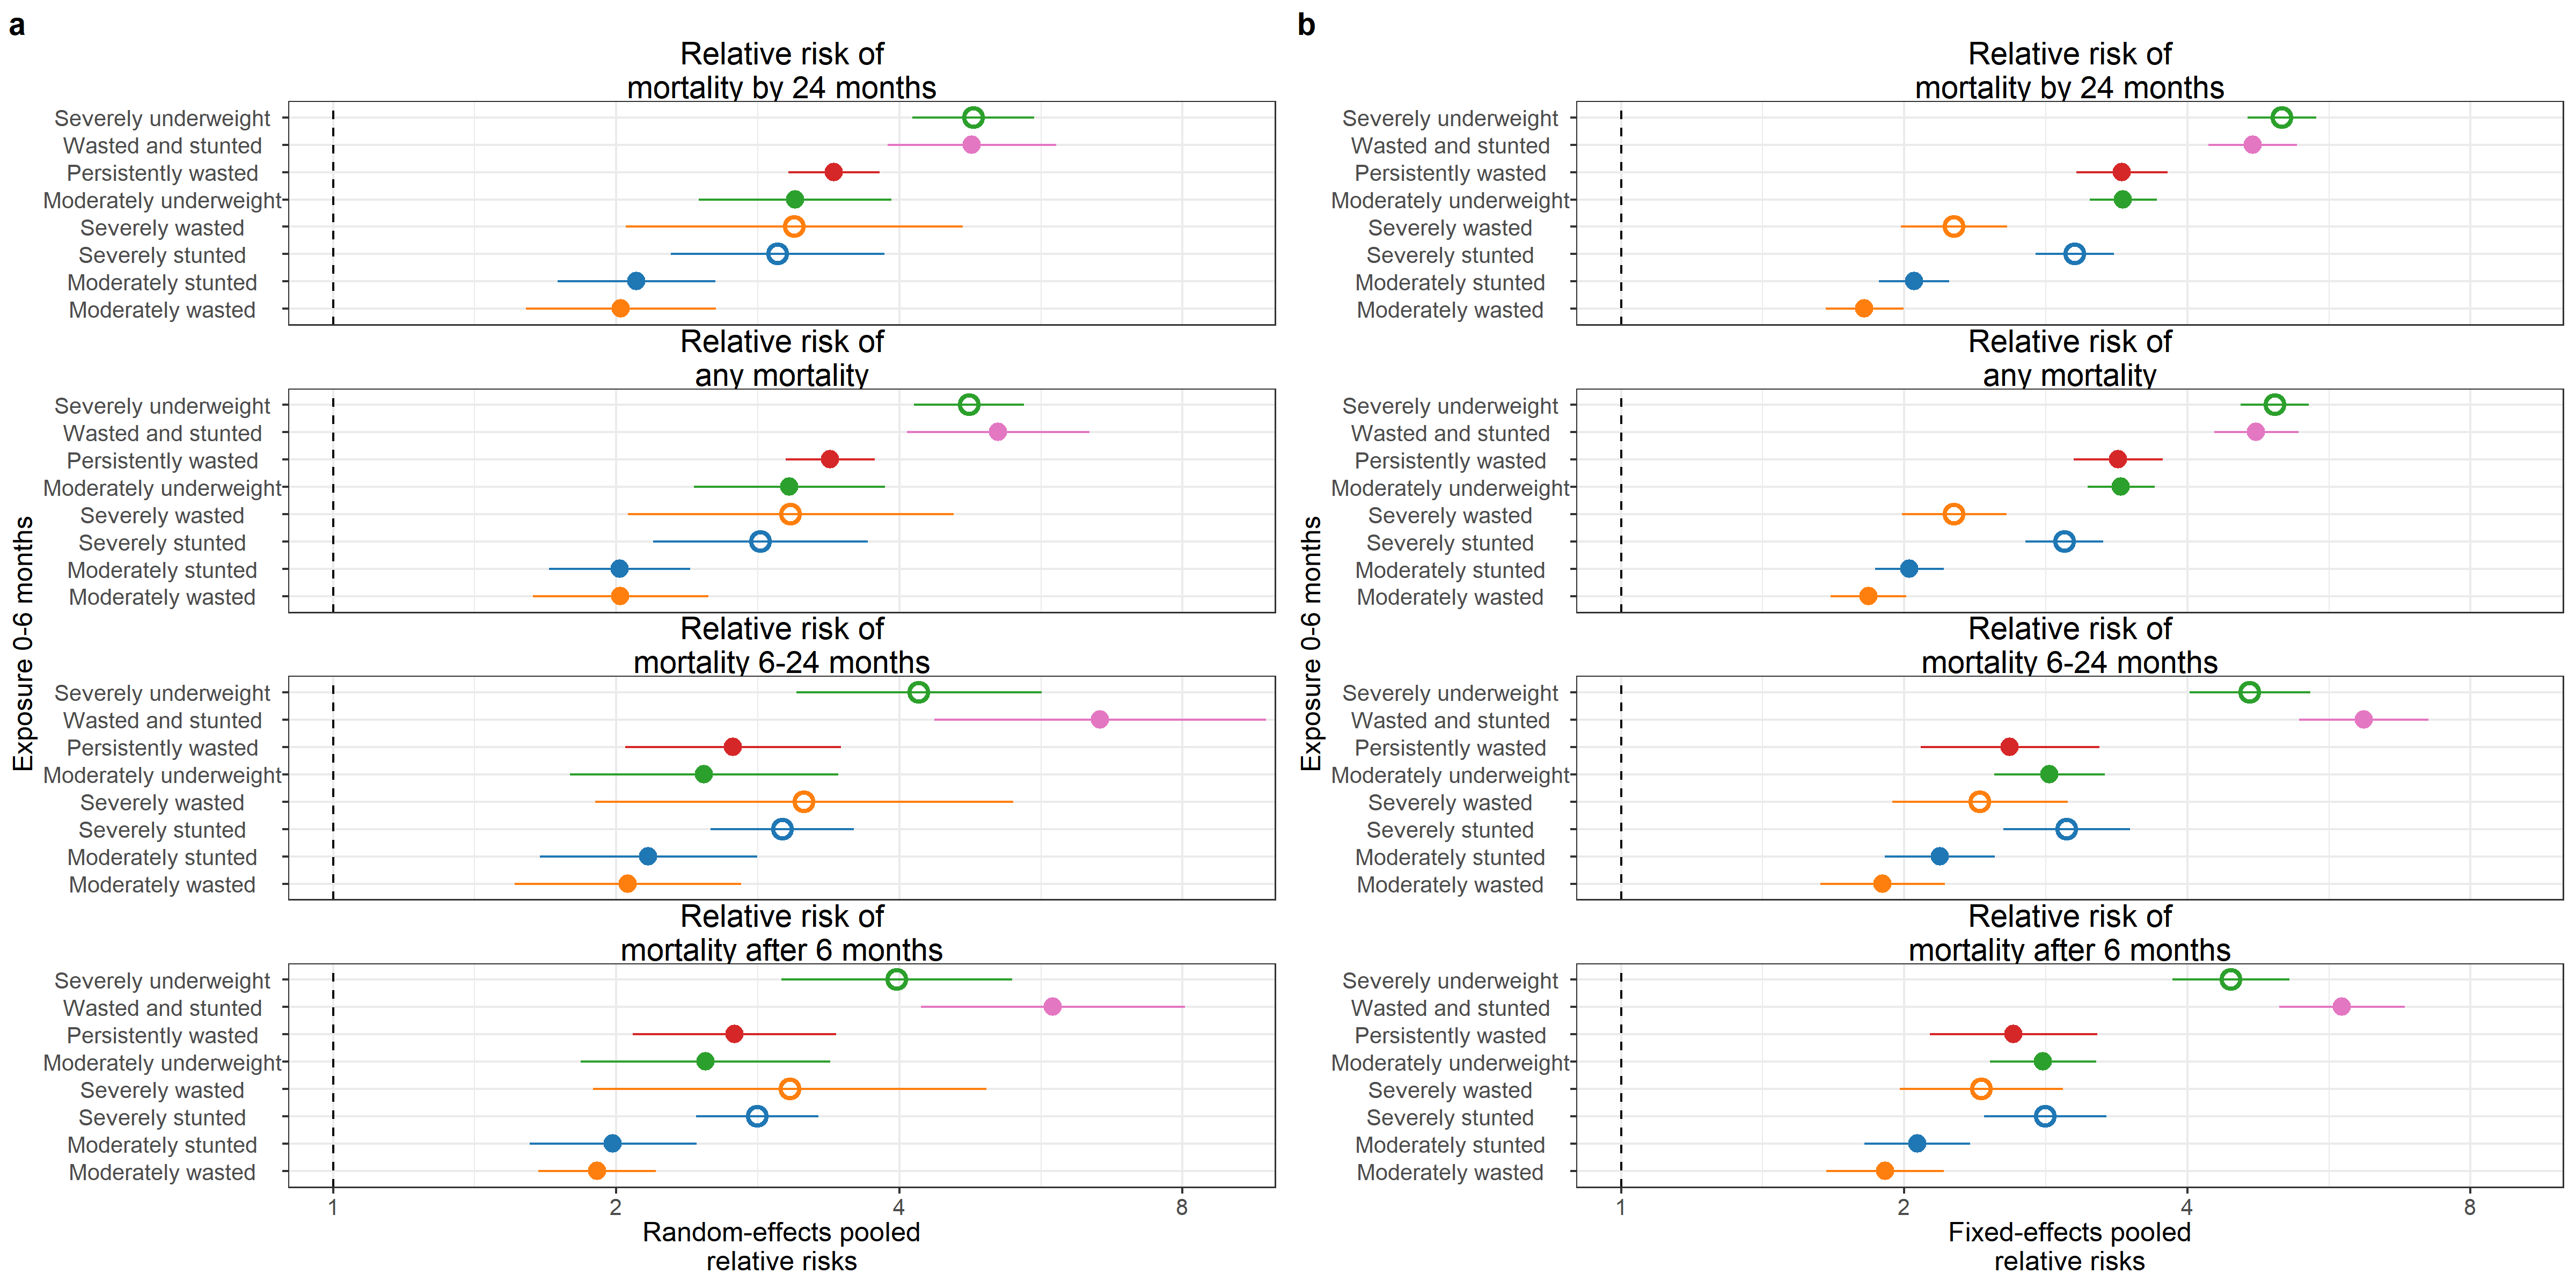 a
Relative risk of
mortality by 24 months
Severely underweight
Wasted and stunted
Persistently wasted
Moderately underweight
Severely wasted
Severely stunted
Moderately stunted
Moderately wasted
Relative risk of
any mortality
Severely underweight
Wasted and stunted
Persistently wasted
Moderately underweight
Severely wasted
Severely stunted
Moderately stunted
Moderately wasted
Relative risk of
mortality 6-24 months
Severely underweight
Wasted and stunted
Persistently wasted
Moderately underweight
Severely wasted
Severely stunted
Moderately stunted
Moderately wasted
Relative risk of
mortality after 6 months
Severely underweight
Wasted and stunted
Persistently wasted
Moderately underweight
Severely wasted
Severely stunted
Moderately stunted
Moderately wasted
Exposure 0-6 months
1 2 4 8
Random-effects pooled
relative risks
b
Relative risk of
mortality by 24 months
Severely underweight
Wasted and stunted
Persistently wasted
Moderately underweight
Severely wasted
Severely stunted
Moderately stunted
Moderately wasted
Relative risk of
any mortality
Severely underweight
Wasted and stunted
Persistently wasted
Moderately underweight
Severely wasted
Severely stunted
Moderately stunted
Moderately wasted
Relative risk of
mortality 6-24 months
Severely underweight
Wasted and stunted
Persistently wasted
Moderately underweight
Severely wasted
Severely stunted
Moderately stunted
Moderately wasted
Relative risk of
mortality after 6 months
Severely underweight
Wasted and stunted
Persistently wasted
Moderately underweight
Severely wasted
Severely stunted
Moderately stunted
Moderately wasted
Exposure 0-6 months
1 2 4 8
Fixed-effects pooled
relative risks